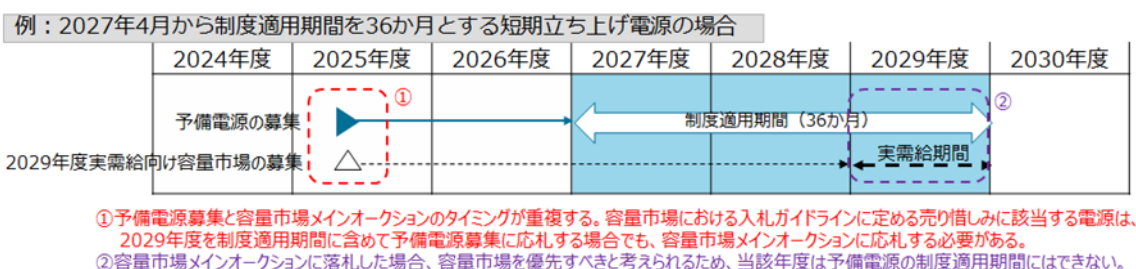 例：2027年4月から制度適用期間を36か月とする短期立ち上げ電源の場合
2024年度 2025年度 2026年度 2027年度 2028年度 2029年度 2030年度
①
②
予備電源の募集
制度適用期間（36か月）
2029年度実需給向け容量市場の募集
実需給期間
①予備電源募集と容量市場メインオークションのタイミングが重複する。容量市場における入札ガイドラインに定める売り惜しみに該当する電源は、
2029年度を制度適用期間に含めて予備電源募集に応札する場合でも、容量市場メインオークションに応札する必要がある。
②容量市場メインオークションに落札した場合、容量市場を優先すべきと考えられるため、当該年度は予備電源の制度適用期間にはできない。